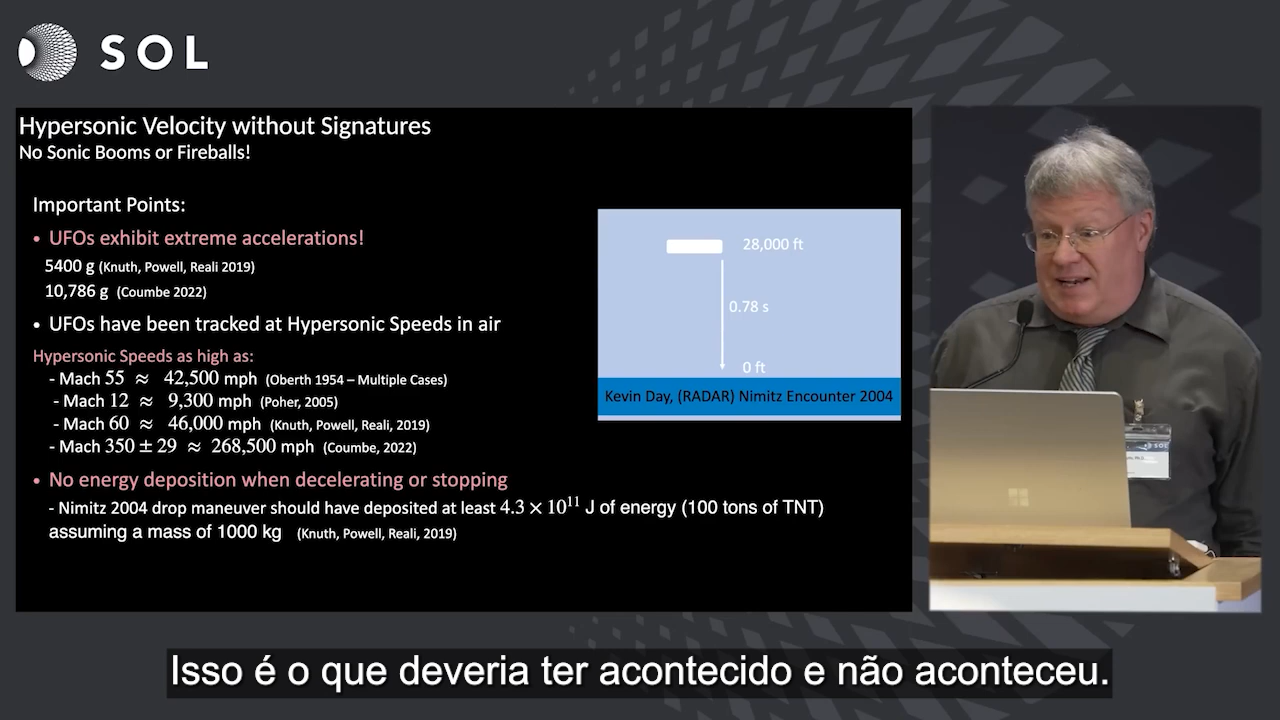 SOL
Hypersonic Velocity without Signatures
No Sonic Booms or Fireballs!
Important Points:
• UFOs exhibit extreme accelerations!
5400 g (Knuth, Powell, Reali 2019)
10,786 g (Coumbe 2022)
• UFOs have been tracked at Hypersonic Speeds in air
Hypersonic Speeds as high as:
- Mach 55 ≈ 42,500 mph (Oberth 1954 – Multiple Cases)
- Mach 12 ≈ 9,300 mph (Poher, 2005)
- Mach 60 ≈ 46,000 mph (Knuth, Powell, Reali, 2019)
- Mach 350 ± 29 ≈ 268,500 mph (Coumbe, 2022)
• No energy deposition when decelerating or stopping
- Nimitz 2004 drop maneuver should have deposited at least 4.3 × 10¹¹ J of energy (100 tons of TNT)
assuming a mass of 1000 kg (Knuth, Powell, Reali, 2019)
28,000 ft
0.78 s
0 ft
Kevin Day, (RADAR) Nimitz Encounter 2004
SOL
Isso é o que deveria ter acontecido e não aconteceu.